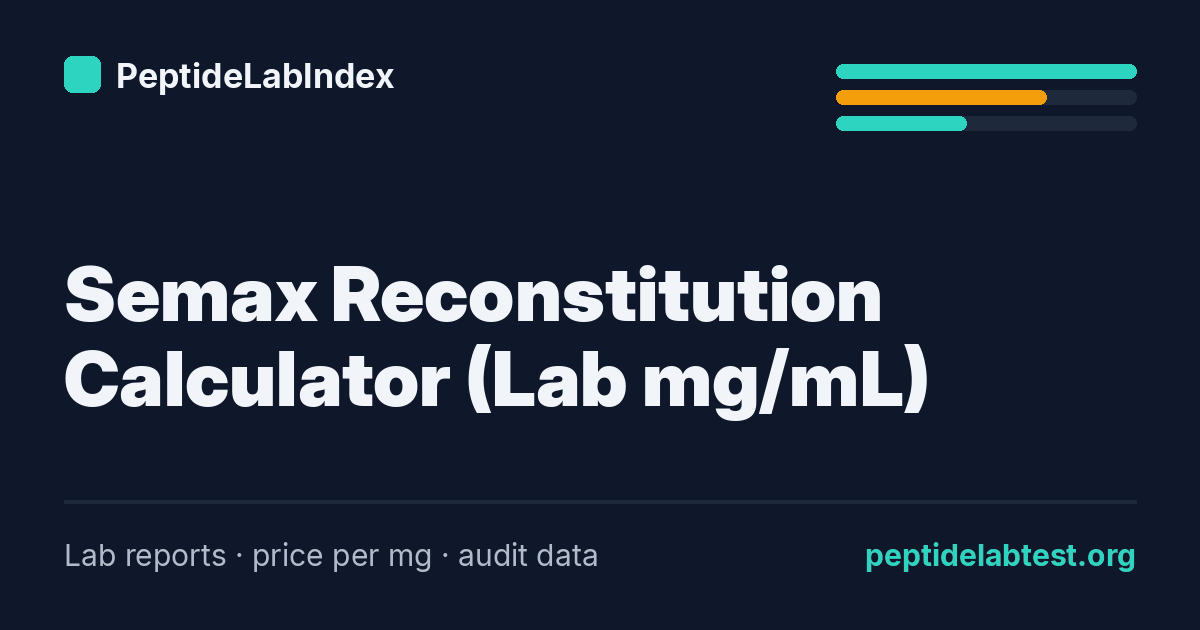 PeptideLabIndex
Semax Reconstitution
Calculator (Lab mg/mL)
Lab reports · price per mg · audit data
peptidelabtest.org